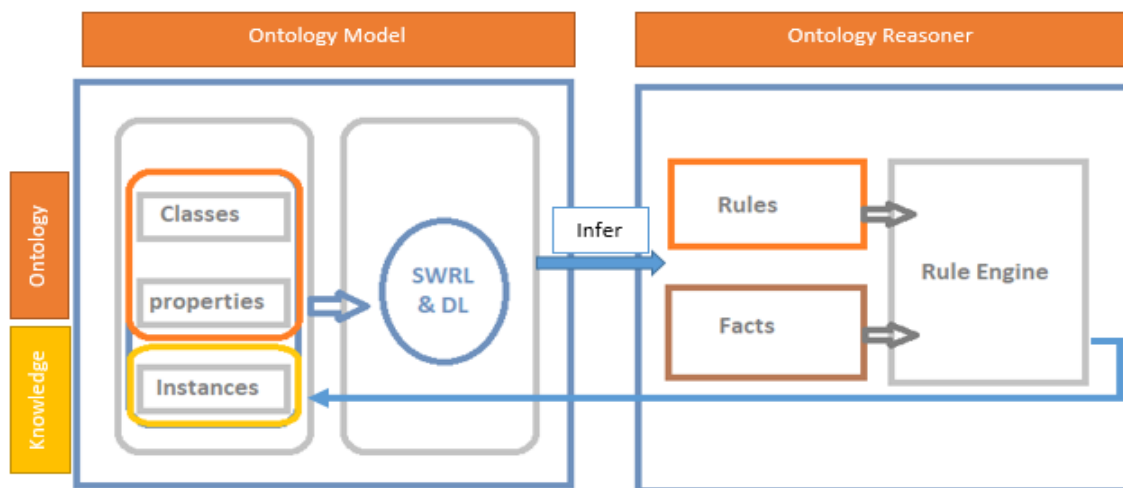 Ontology Model
Ontology Reasoner
Ontology
Knowledge
Classes
properties
Instances
SWRL
& DL
Infer
Rules
Facts
Rule Engine